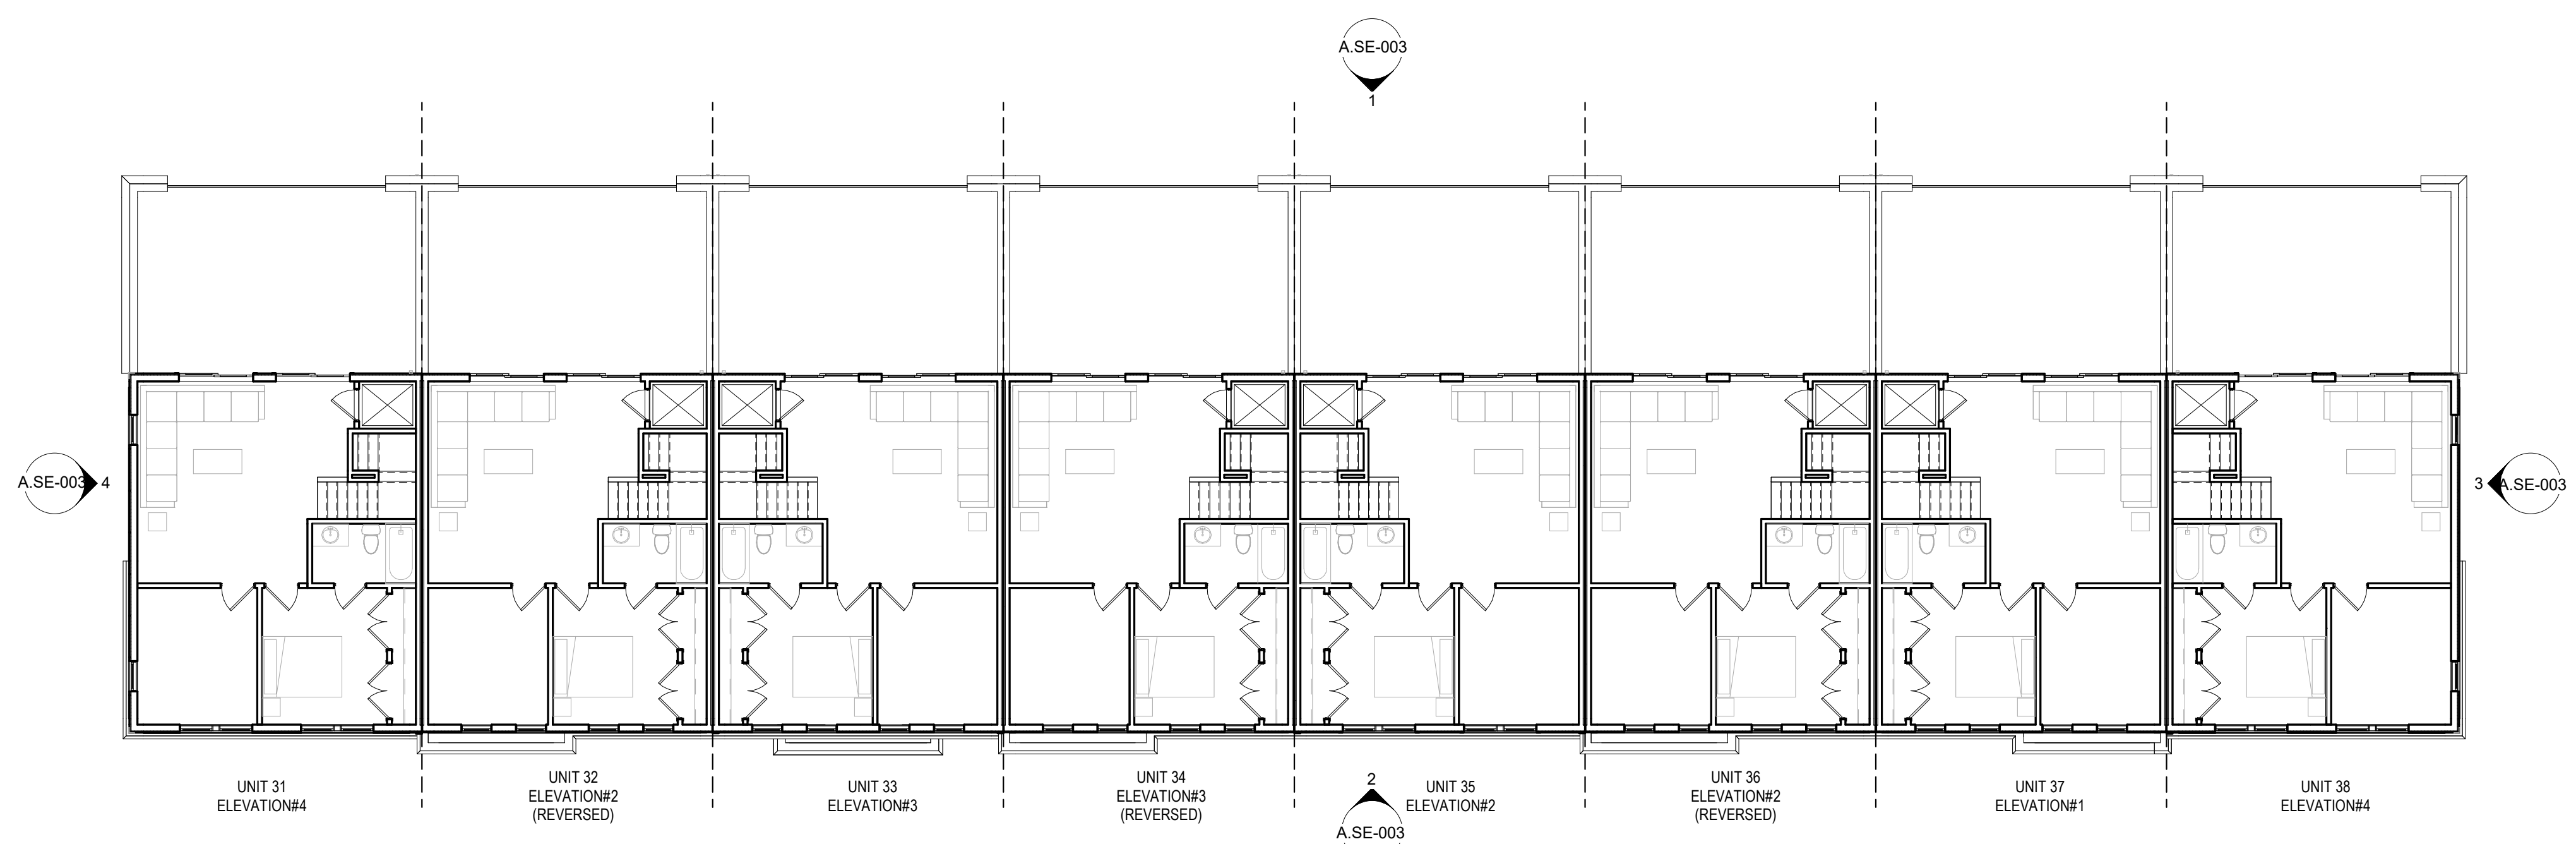 A.SE-003
1
A.SE-003 4
3 A.SE-003
UNIT 31
ELEVATION#4
UNIT 32
ELEVATION#2
(REVERSED)
UNIT 33
ELEVATION#3
UNIT 34
ELEVATION#3
(REVERSED)
2
A.SE-003
UNIT 35
ELEVATION#2
UNIT 36
ELEVATION#2
(REVERSED)
UNIT 37
ELEVATION#1
UNIT 38
ELEVATION#4